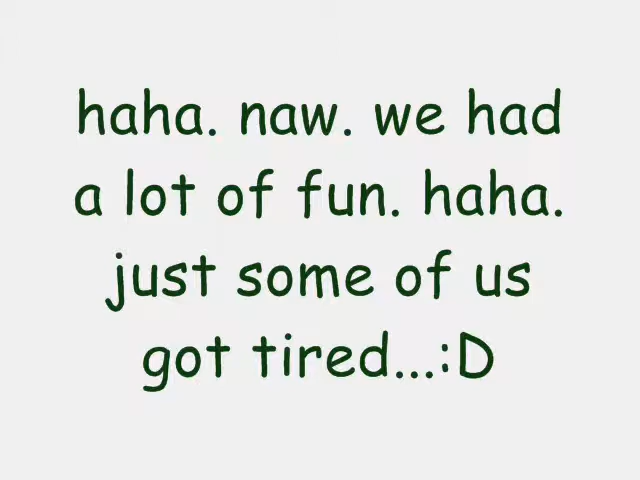 haha. naw. we had
a lot of fun. haha.
just some of us
got tired...:D